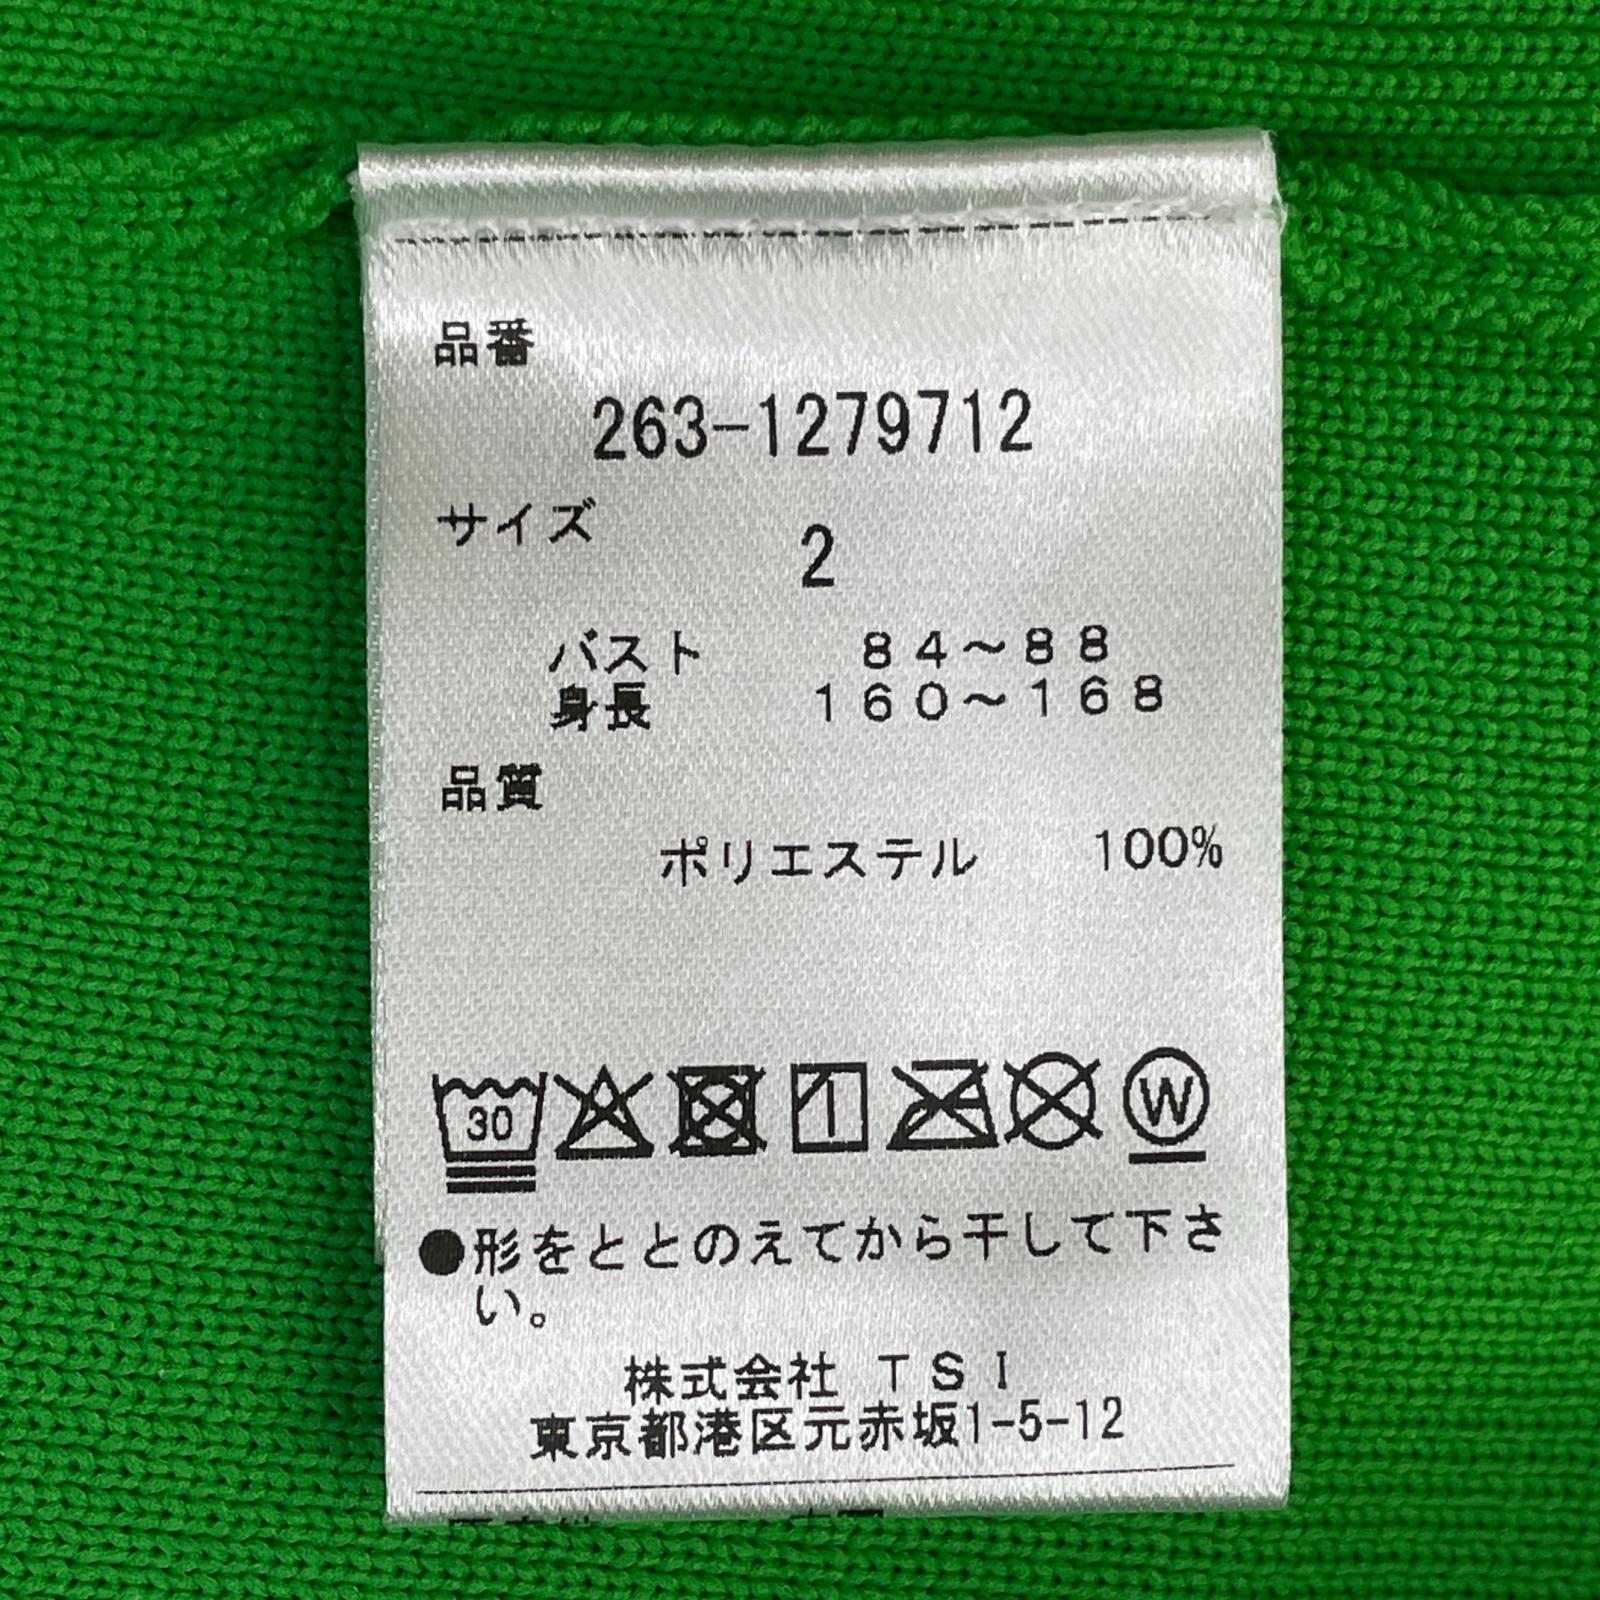 品番
263-1279712
サイズ
2
バスト 84~88
身長 160~168
品質
ポリエステル 100%
30 W
●形をととのえてから干して下さ
い。
株式会社 TSI
東京都港区元赤坂1-5-12